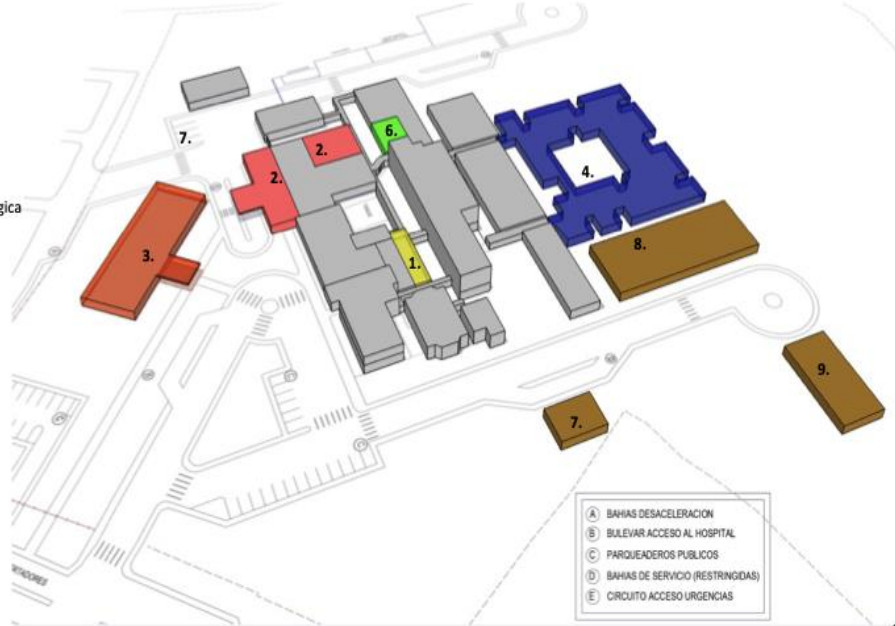 7.
6.
2.
2.
gica
4.
3.
8.
1.
9.
7.
A BAHIAS DESACELERACION
B BULEVAR ACCESO AL HOSPITAL
C PARQUEADEROS PUBLICOS
D BAHIAS DE SERVICIO (RESTRINGIDAS)
E CIRCUITO ACCESO URGENCIAS